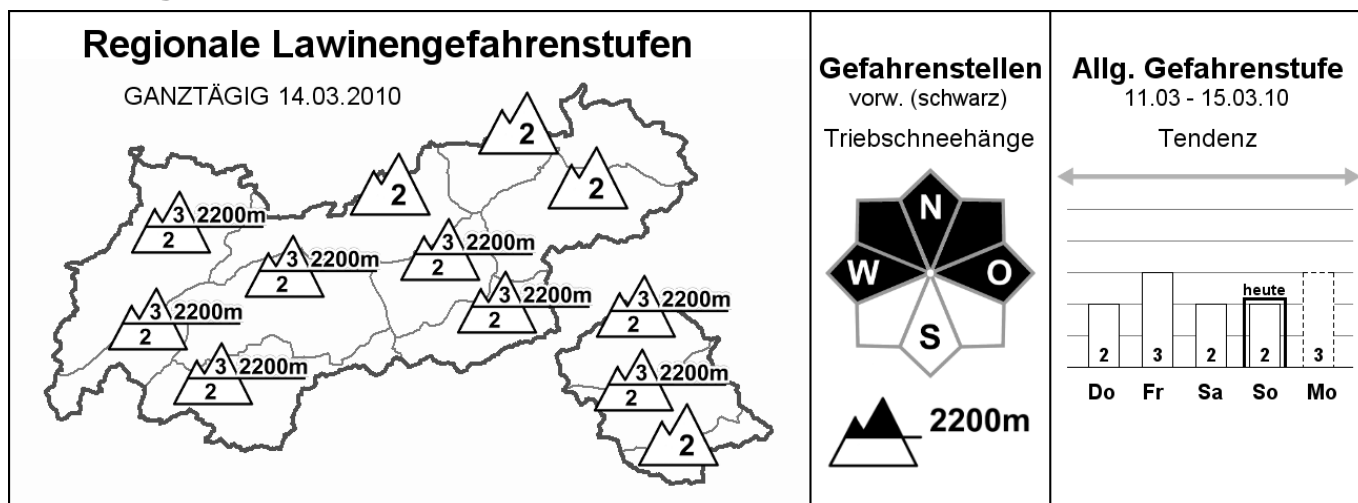 Regionale Lawinengefahrenstufen
GANZTÄGIG 14.03.2010
2
2
2
3 2200m
2
3 2200m
2
3 2200m
2
3 2200m
2
3 2200m
2
3 2200m
2
3 2200m
2
3 2200m
2
2
Gefahrenstellen
vorw. (schwarz)
Triebschneehänge
N
W O
S
2200m
Allg. Gefahrenstufe
11.03 - 15.03.10
Tendenz
heute
2 3 2 2 3
Do Fr Sa So Mo